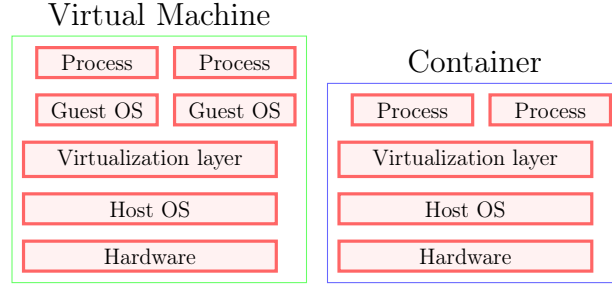 Virtual Machine
Process Process
Guest OS Guest OS
Virtualization layer
Host OS
Hardware
Container
Process Process
Virtualization layer
Host OS
Hardware